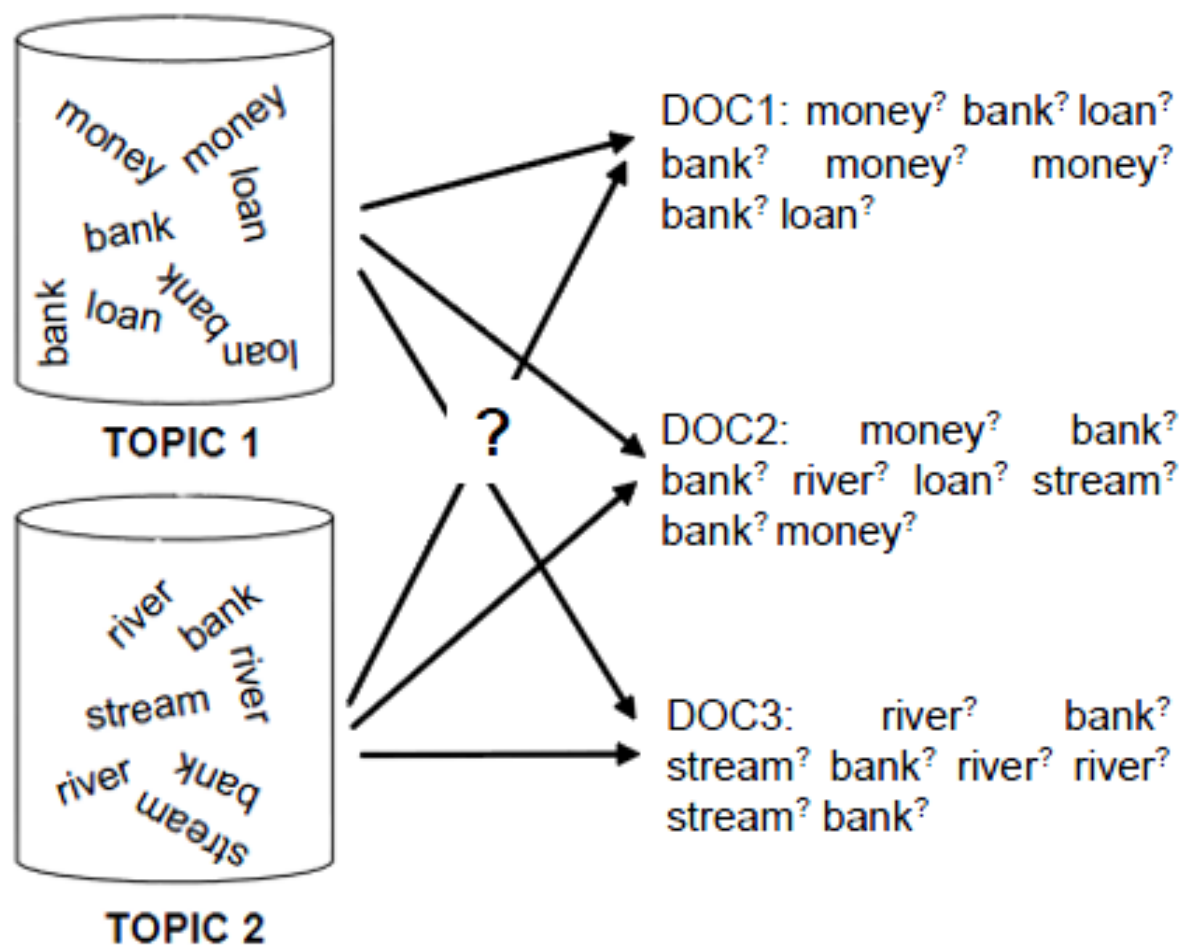 money money
loan
bank
bank
bank loan
loan
TOPIC 1
river bank
river
stream
river bank
stream
TOPIC 2
?
DOC1: money? bank? loan?
bank? money? money?
bank? loan?
DOC2: money? bank?
bank? river? loan? stream?
bank? money?
DOC3: river? bank?
stream? bank? river? river?
stream? bank?